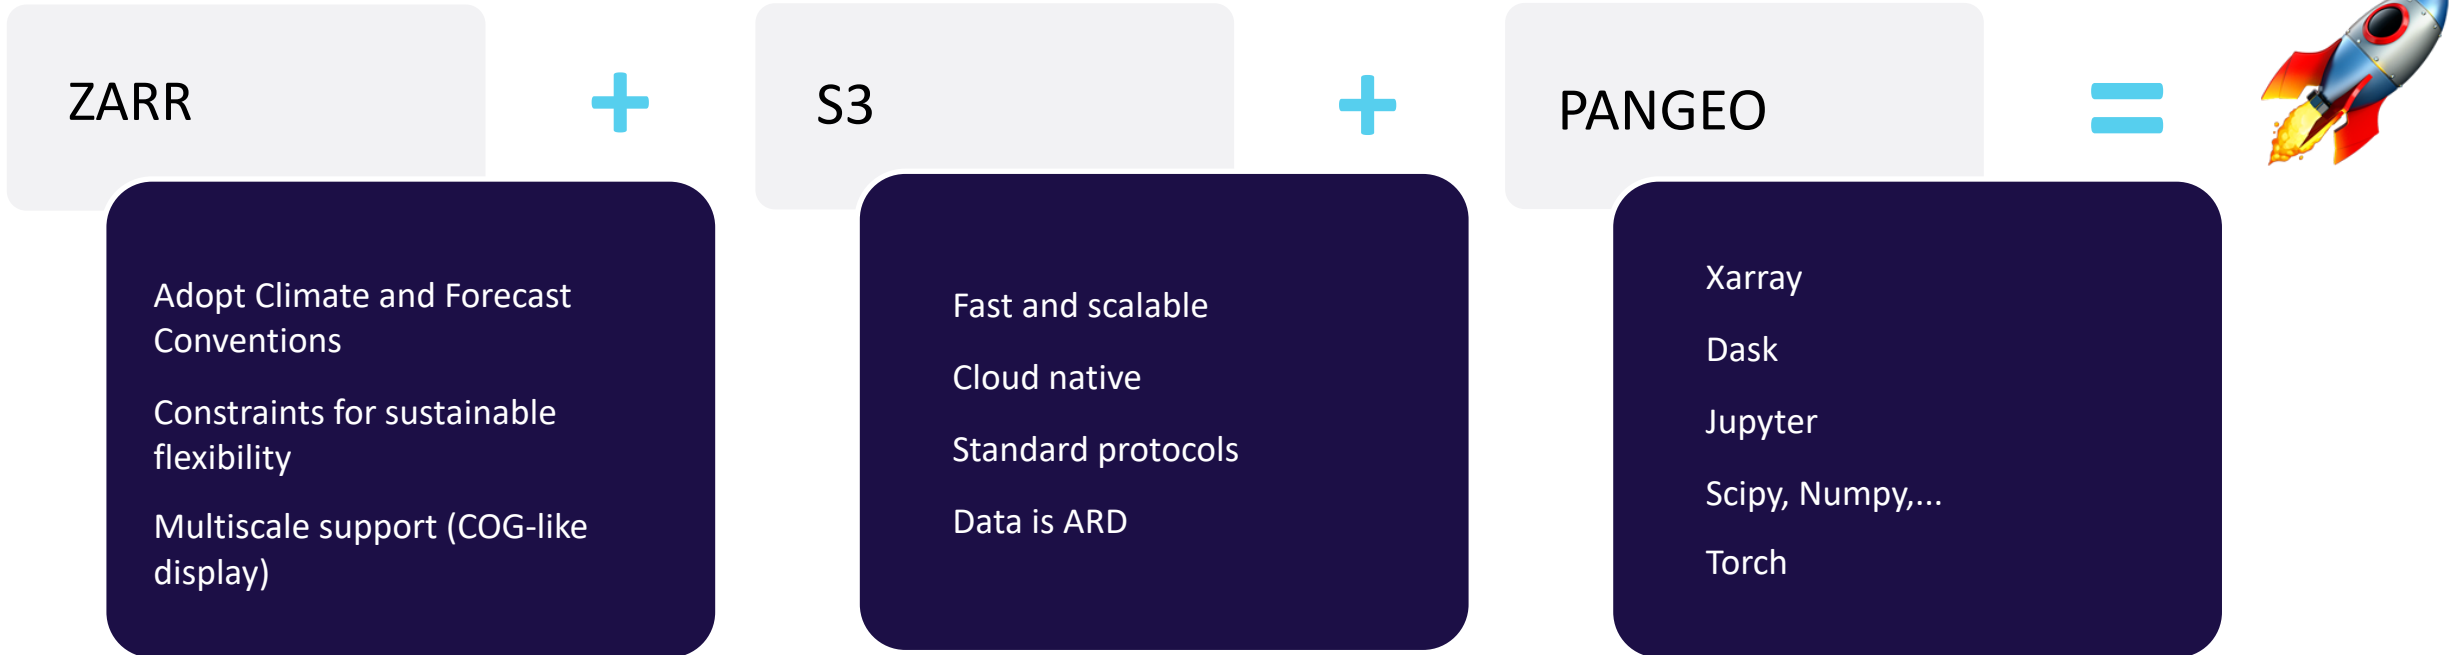 ZARR
+
S3
+
PANGEO
=
Adopt Climate and Forecast
Conventions
Constraints for sustainable
flexibility
Multiscale support (COG-like
display)
Fast and scalable
Cloud native
Standard protocols
Data is ARD
Xarray
Dask
Jupyter
Scipy, Numpy,...
Torch